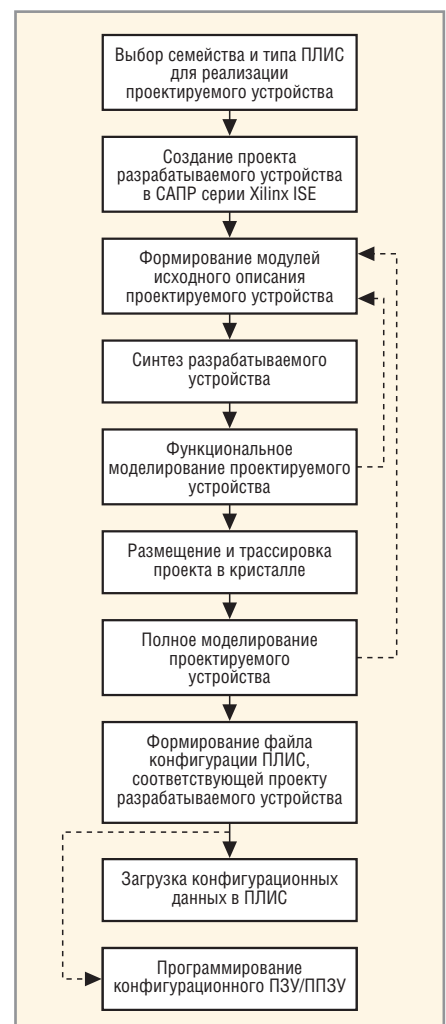 Выбор семейства и типа ПЛИС
для реализации
проектируемого устройства
Создание проекта
разрабатываемого устройства
в САПР серии Xilinx ISE
Формирование модулей
исходного описания
проектируемого устройства
Синтез разрабатываемого
устройства
Функциональное
моделирование проектируемого
устройства
Размещение и трассировка
проекта в кристалле
Полное моделирование
проектируемого
устройства
Формирование файла
конфигурации ПЛИС,
соответствующей проекту
разрабатываемого устройства
Загрузка конфигурационных
данных в ПЛИС
Программирование
конфигурационного ПЗУ/ППЗУ